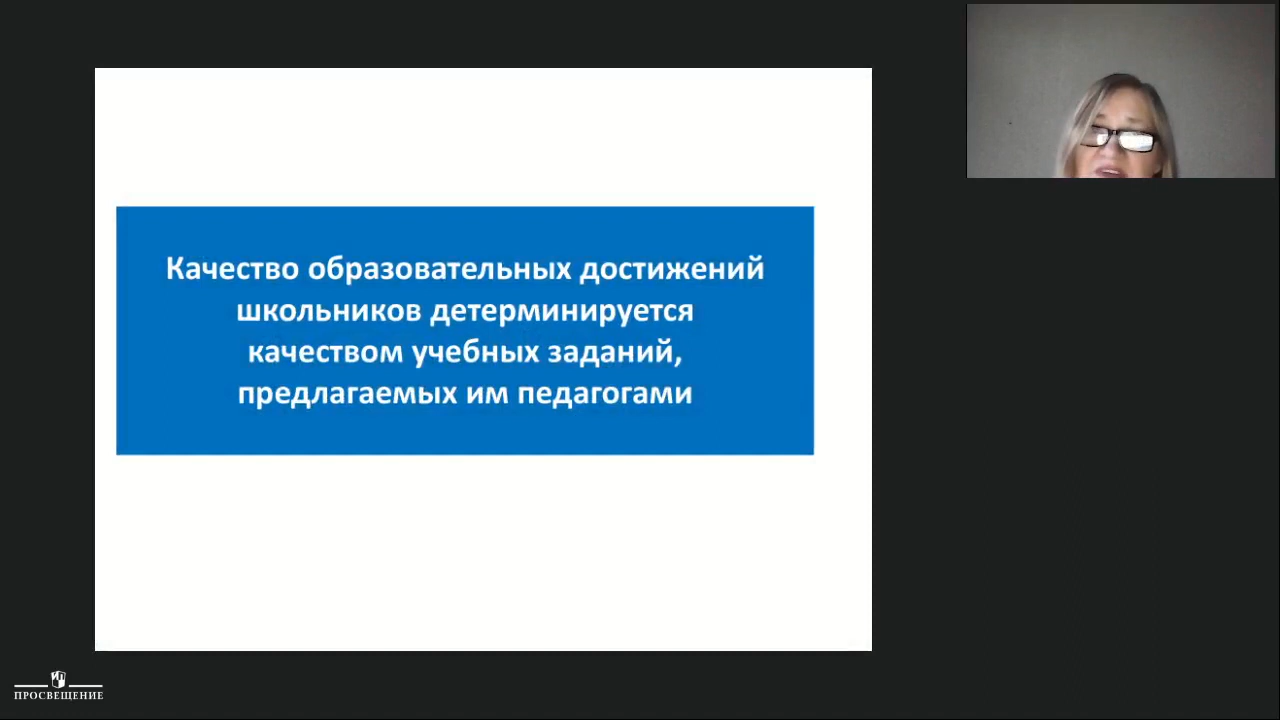 Качество образовательных достижений
школьников детерминируется
качеством учебных заданий,
предлагаемых им педагогами
ПРОСВЕЩЕНИЕ